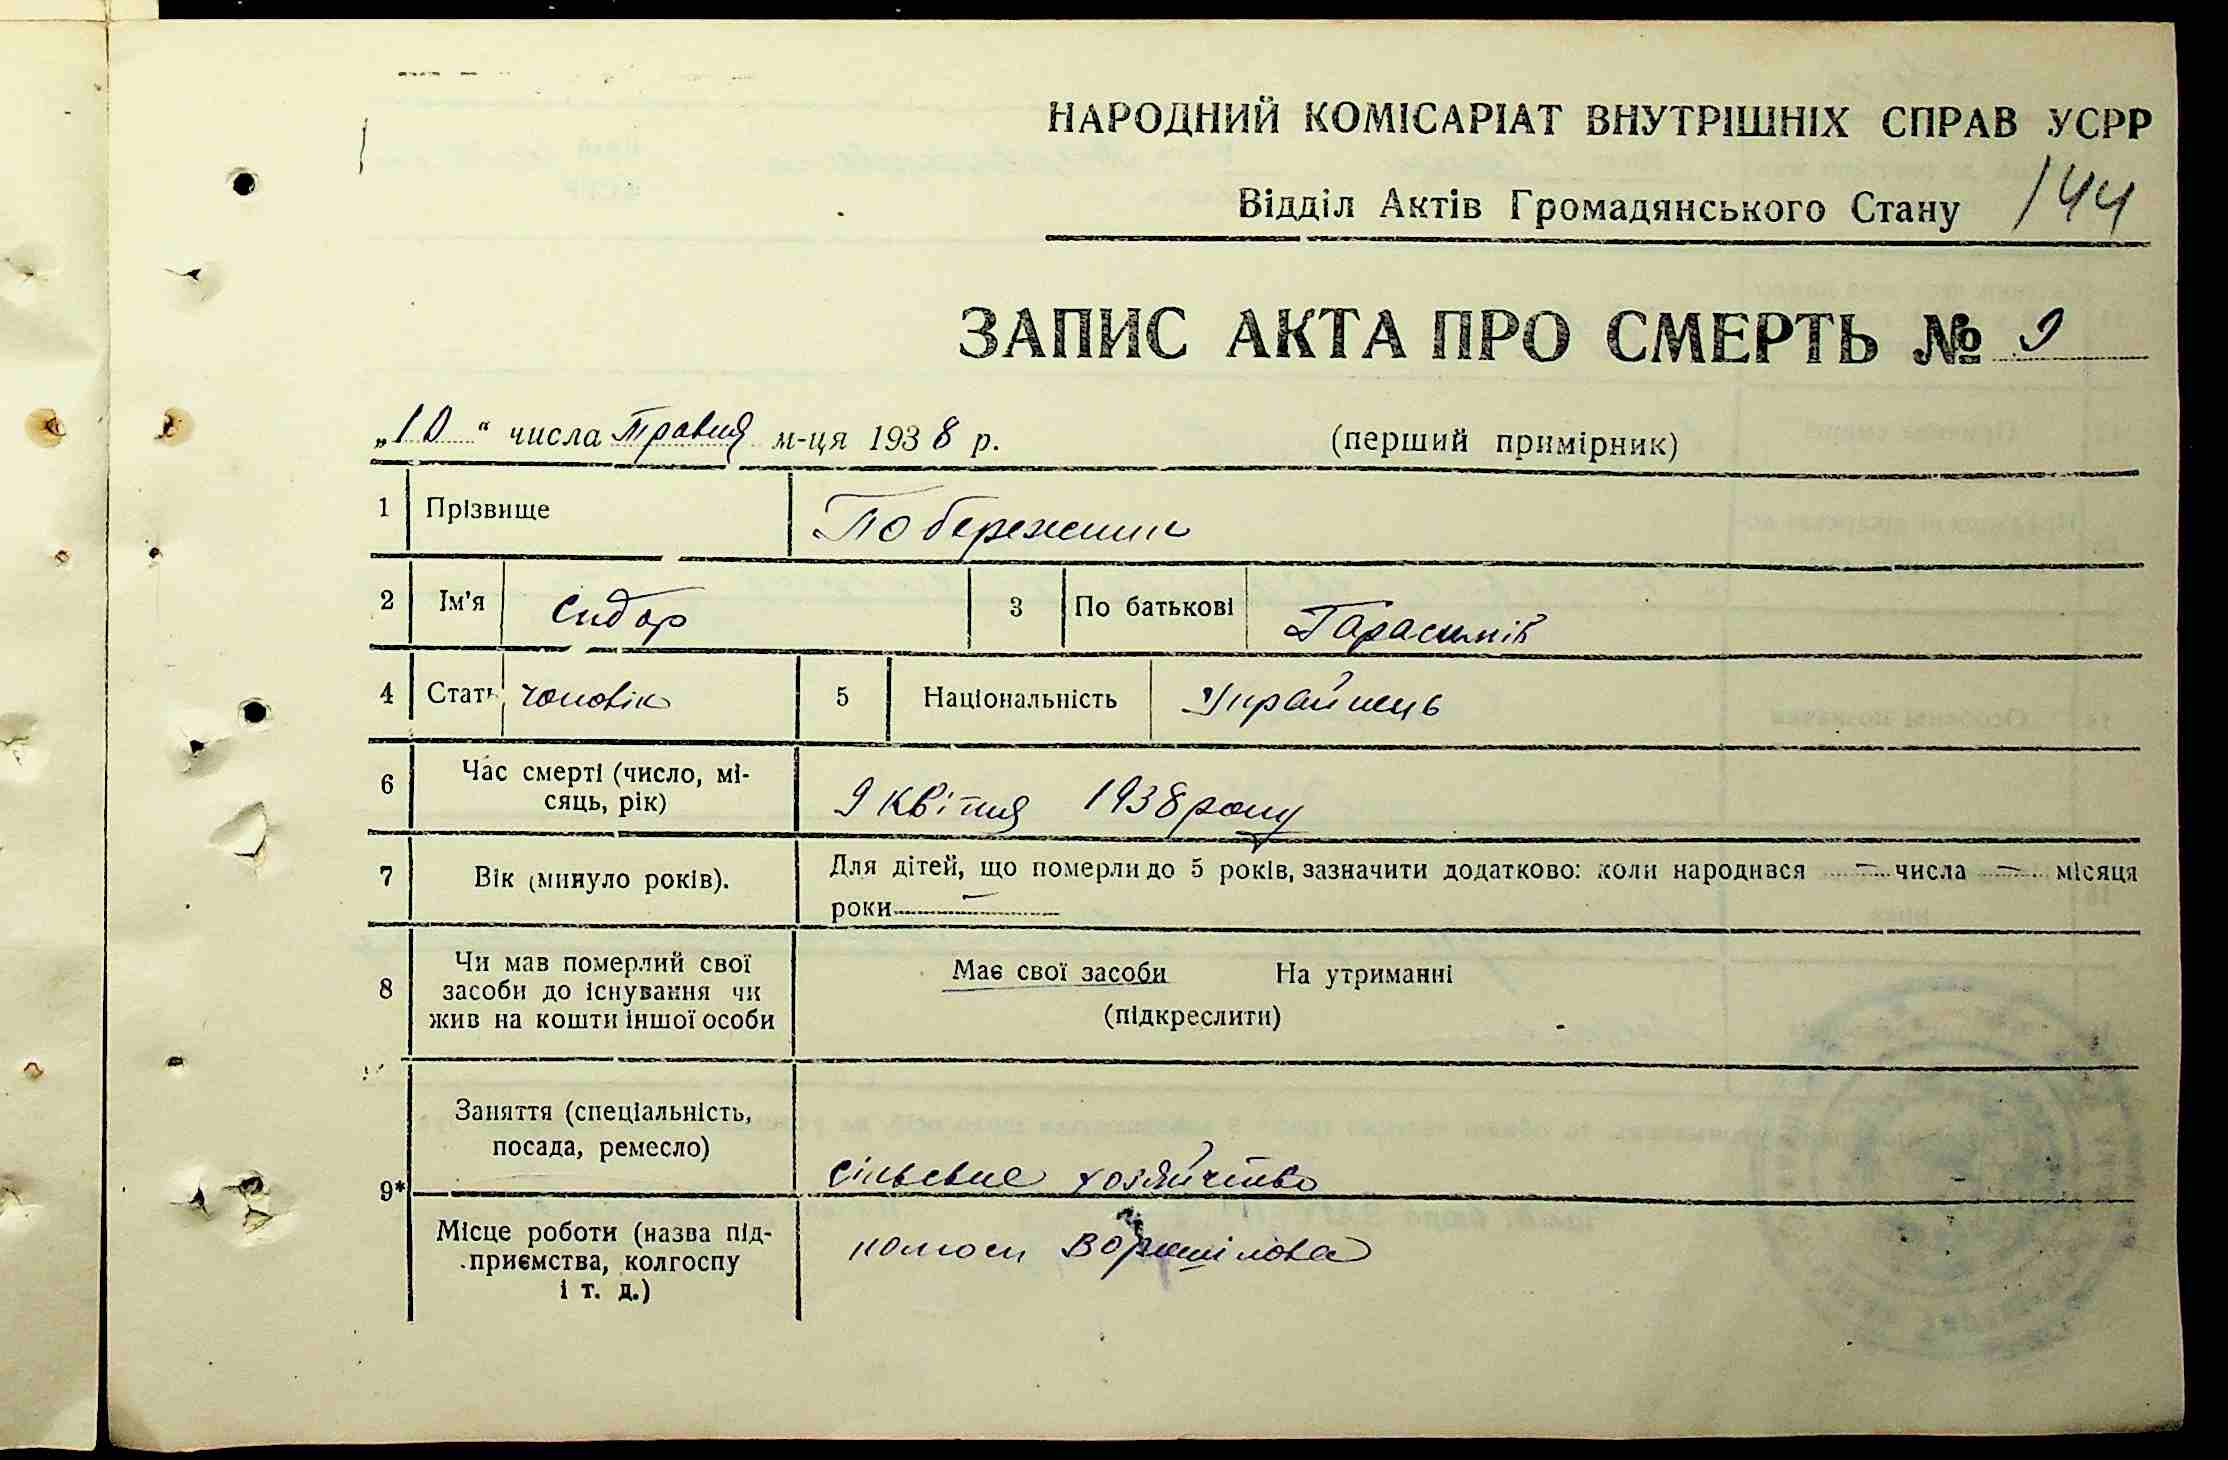 НАРОДНИЙ КОМІСАРІАТ ВНУТРІШНІХ СПРАВ УСРР
Відділ Актів Громадянського Стану 144
ЗАПИС АКТА ПРО СМЕРТЬ № 9
„10“ числа травня м-ця 1938 р. (перший примірник)
1 Прізвище Побережник
2 Ім'я Сидор 3 По батькові Гарасимів
4 Стать чоловік 5 Національність Українець
6 Час смерті (число, мі-
сяць, рік) 9 Квітня 1938 року
7 Вік (минуло років). Для дітей, що померли до 5 років, зазначити додатково: коли народився — числа — місяця
роки —
8 Чи мав померлий свої
засоби до існування чи
жив на кошти іншої особи
Має свої засоби На утриманні
(підкреслити)
9* Заняття (спеціальність,
посада, ремесло) сільське хозяйство
Місце роботи (назва під-
приємства, колгоспу
і т. д.) Ворошілова